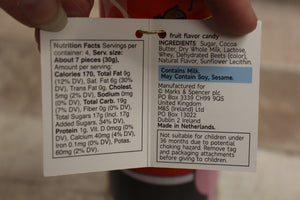 Nutrition Facts Servings per
container: 4, Serv. size:
About 7 pieces (30g),
Amount per serving:
Calories 170, Total Fat 9g
(12% DV), Sat. Fat 6g (30%
DV), Trans Fat 0g, Cholest.
5mg (2% DV), Sodium 0mg
(0% DV), Total Carb. 19g
(7% DV), Fiber 0g (0% DV),
Total Sugars 17g (Incl. 17g
Added Sugars, 34% DV),
Protein 1g, Vit. D 0mcg (0%
DV), Calcium 40mg (4% DV),
Iron 0.1mg (0% DV), Potas.
60mg (2% DV).
fruit flavor candy
INGREDIENTS: Sugar, Cocoa
Butter, Dry Whole Milk, Lactose,
Whey, Dehydrated Beets (color),
Natural Flavor, Sunflower Lecithin.
Contains Milk.
May Contain Soy, Sesame.
Manufactured for
© Marks & Spencer plc
PO Box 3339 CH99 9QS
United Kingdom
M&S (Ireland) Ltd
PO Box 13022
Dublin 2 Ireland
Made in Netherlands.
Not suitable for children under
36 months due to potential
choking hazard. Remove tag
and packaging attachments
before giving to children.